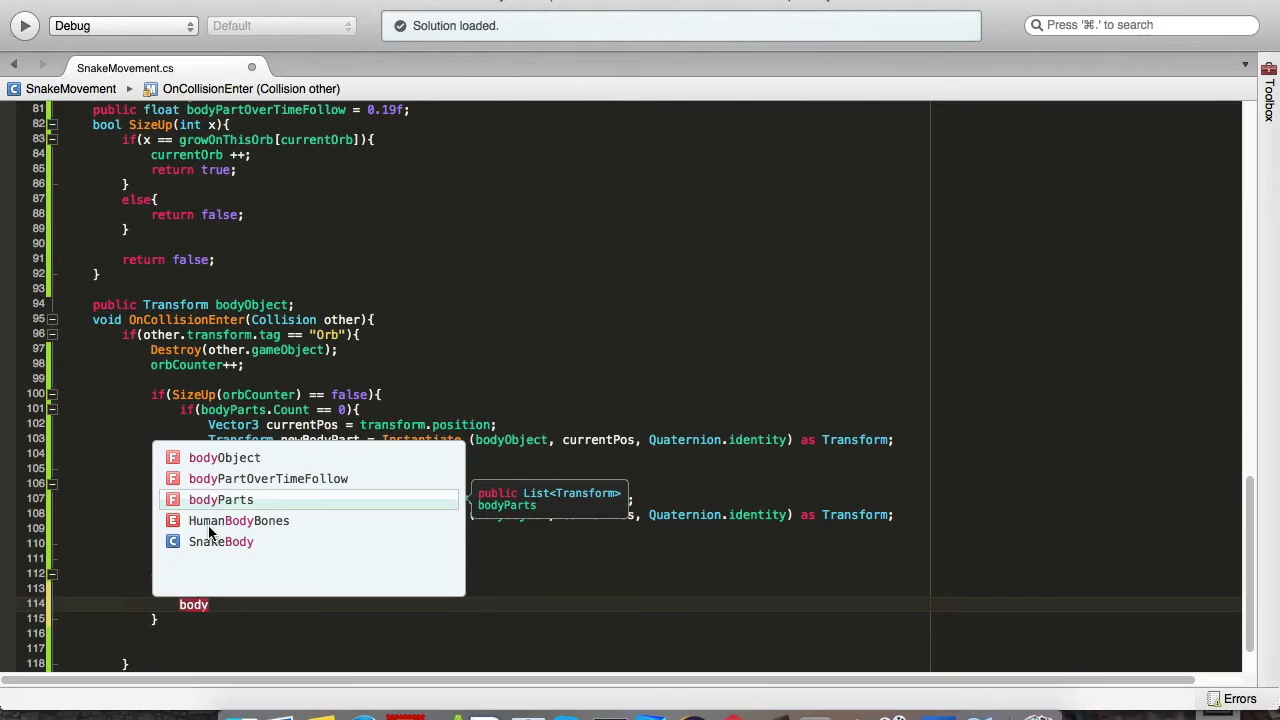 Debug
Default
Solution loaded.
Press '⌘.' to search
SnakeMovement.cs
SnakeMovement ▸ OnCollisionEnter (Collision other)
Toolbox
81 public float bodyPartOverTimeFollow = 0.19f;
82 bool SizeUp(int x){
83 if(x == growOnThisOrb[currentOrb]){
84 currentOrb ++;
85 return true;
86 }
87 else{
88 return false;
89 }
90
91 return false;
92 }
93
94 public Transform bodyObject;
95 void OnCollisionEnter(Collision other){
96 if(other.transform.tag == "Orb"){
97 Destroy(other.gameObject);
98 orbCounter++;
99
100 if(SizeUp(orbCounter) == false){
101 if(bodyParts.Count == 0){
102 Vector3 currentPos = transform.position;
103 Transform newBodyPart = Instantiate (bodyObject, currentPos, Quaternion.identity) as Transform;
104
105
106
107 ;
108 s, Quaternion.identity) as Transform;
109
110
111
112
113
114 body
115 }
116
117
118 }
bodyObject
bodyPartOverTimeFollow
bodyParts
HumanBodyBones
SnakeBody
public List<Transform>
bodyParts
Errors